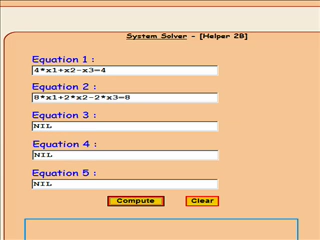 System Solver - [Helper 2B]
Equation 1 :
4*x1+x2-x3=4
Equation 2 :
8*x1+2*x2-2*x3=8
Equation 3 :
NIL
Equation 4 :
NIL
Equation 5 :
NIL
Compute Clear